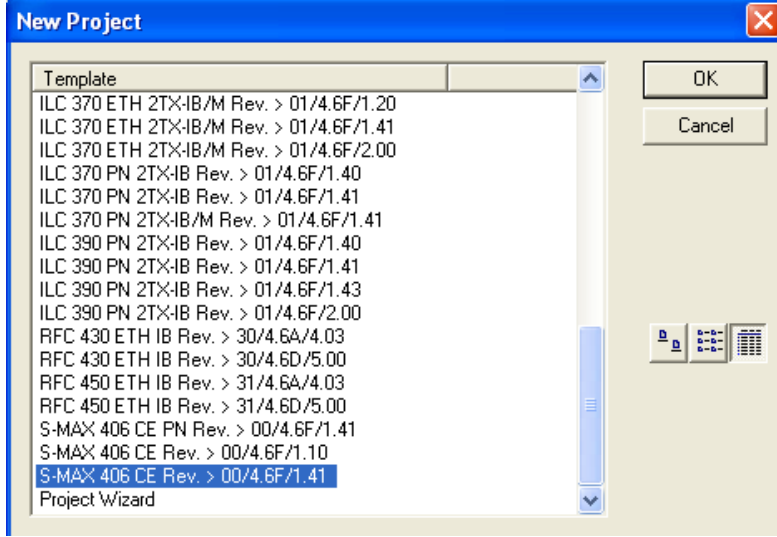 New Project
Template
OK
Cancel
ILC 370 ETH 2TX-IB/M Rev. > 01/4.6F/1.20
ILC 370 ETH 2TX-IB/M Rev. > 01/4.6F/1.41
ILC 370 ETH 2TX-IB/M Rev. > 01/4.6F/2.00
ILC 370 PN 2TX-IB Rev. > 01/4.6F/1.40
ILC 370 PN 2TX-IB Rev. > 01/4.6F/1.41
ILC 370 PN 2TX-IB/M Rev. > 01/4.6F/1.41
ILC 390 PN 2TX-IB Rev. > 01/4.6F/1.40
ILC 390 PN 2TX-IB Rev. > 01/4.6F/1.41
ILC 390 PN 2TX-IB Rev. > 01/4.6F/1.43
ILC 390 PN 2TX-IB Rev. > 01/4.6F/2.00
RFC 430 ETH IB Rev. > 30/4.6A/4.03
RFC 430 ETH IB Rev. > 30/4.6D/5.00
RFC 450 ETH IB Rev. > 31/4.6A/4.03
RFC 450 ETH IB Rev. > 31/4.6D/5.00
S-MAX 406 CE PN Rev. > 00/4.6F/1.41
S-MAX 406 CE Rev. > 00/4.6F/1.10
S-MAX 406 CE Rev. > 00/4.6F/1.41
Project Wizard